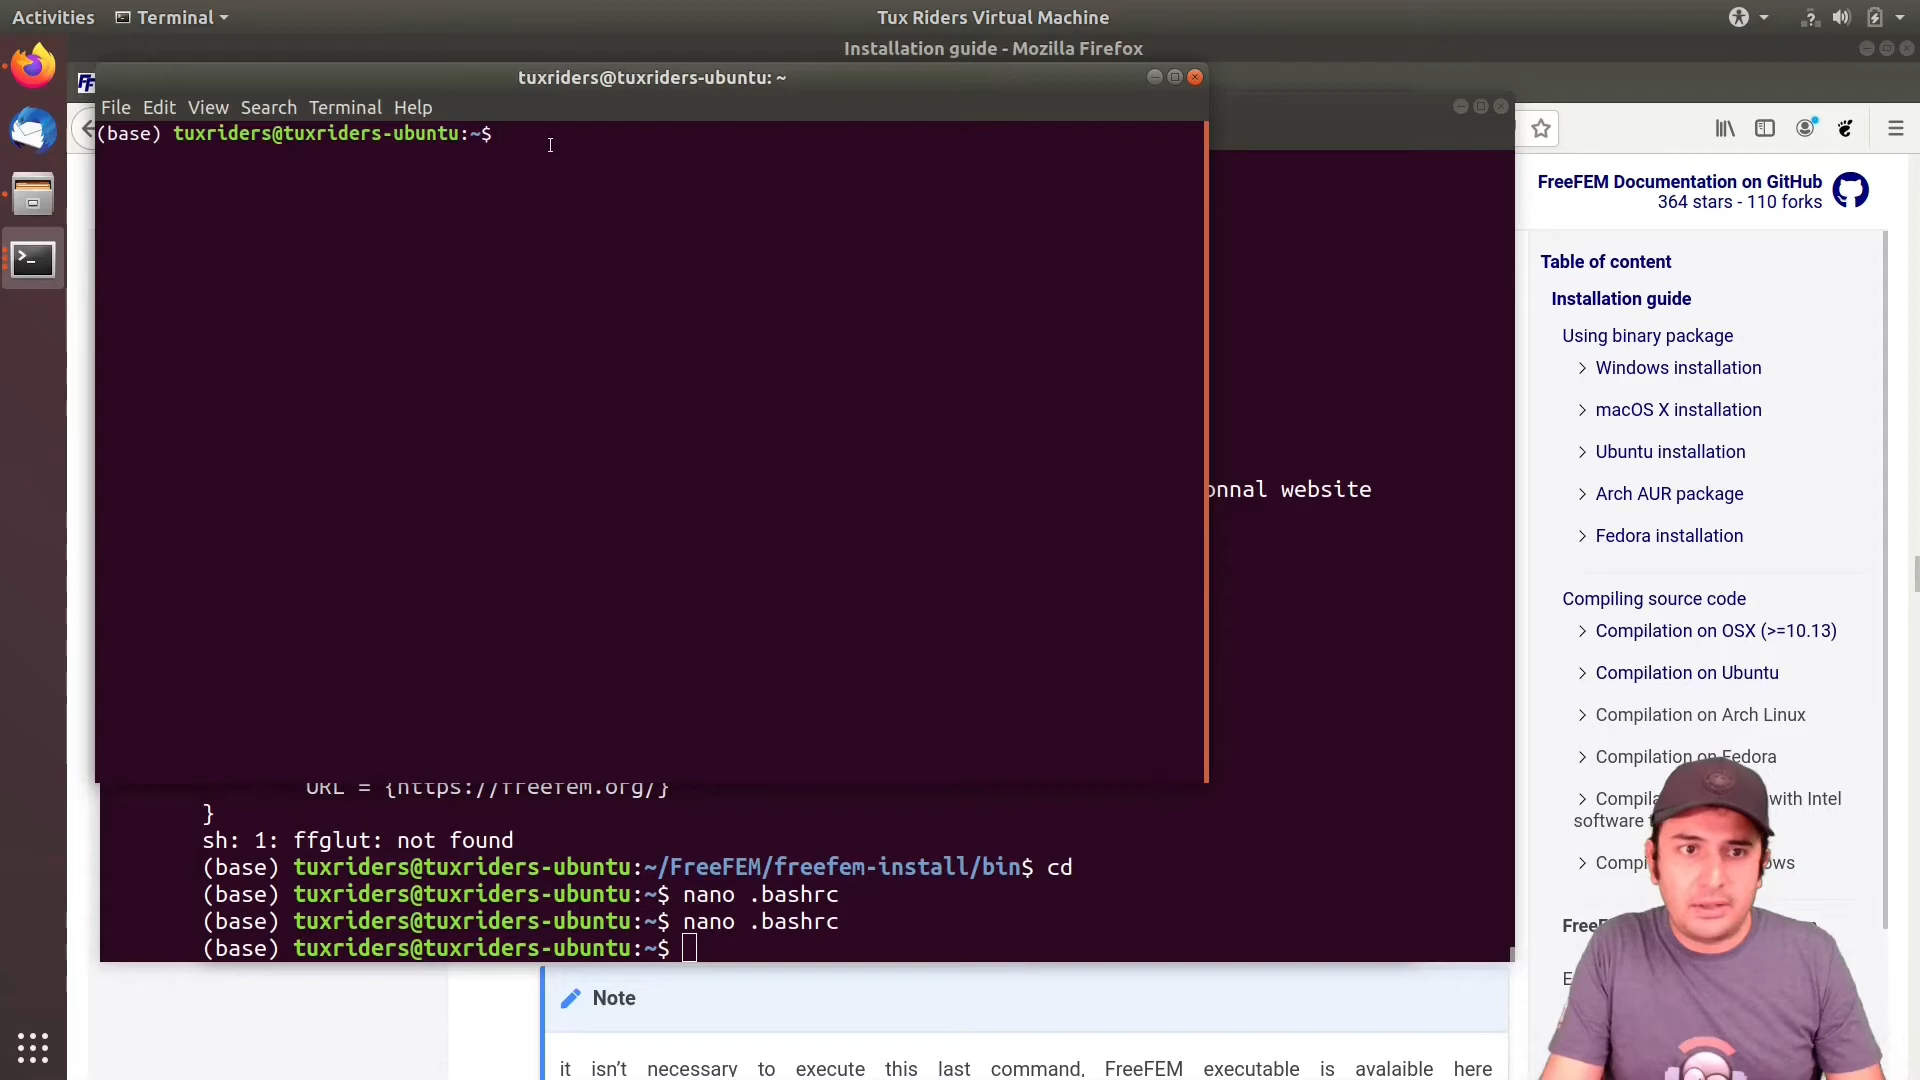 Activities
Terminal
Tux Riders Virtual Machine
Installation guide - Mozilla Firefox
tuxriders@tuxriders-ubuntu: ~
File Edit View Search Terminal Help
(base) tuxriders@tuxriders-ubuntu:~$
onnal website
URL = {https://freefem.org/}
}
sh: 1: ffglut: not found
(base) tuxriders@tuxriders-ubuntu:~/FreeFEM/freefem-install/bin$ cd
(base) tuxriders@tuxriders-ubuntu:~$ nano .bashrc
(base) tuxriders@tuxriders-ubuntu:~$ nano .bashrc
(base) tuxriders@tuxriders-ubuntu:~$
Note
it isn't necessary to execute this last command, FreeFEM executable is avalaible here
FreeFEM Documentation on GitHub
364 stars - 110 forks
Table of content
Installation guide
Using binary package
Windows installation
macOS X installation
Ubuntu installation
Arch AUR package
Fedora installation
Compiling source code
Compilation on OSX (>=10.13)
Compilation on Ubuntu
Compilation on Arch Linux
Compilation on Fedora
with Intel